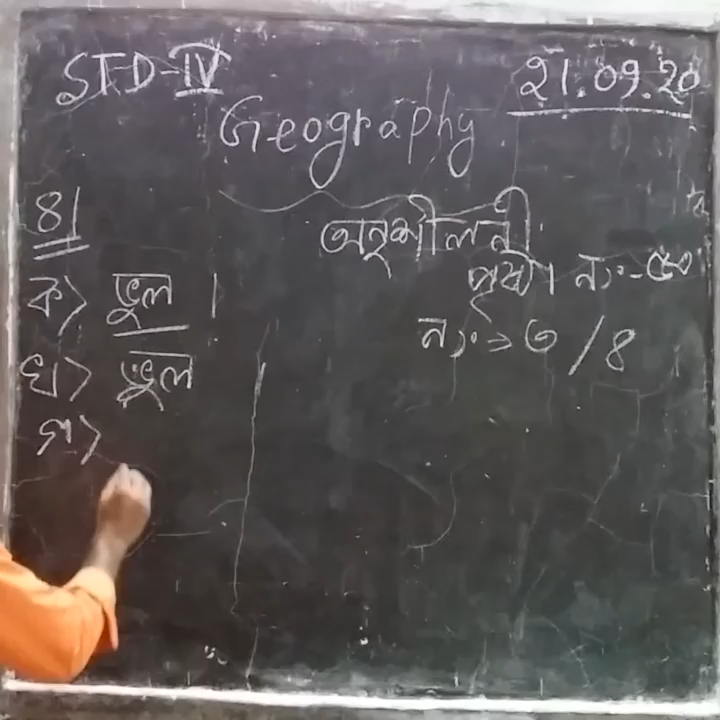 STD-IV
21.09.20
Geography
৪।
অনুশীলনী
পৃষ্ঠা নং-৫০
ক> ভুল।
নং > ৩/৪
খ> ভুল
গ>